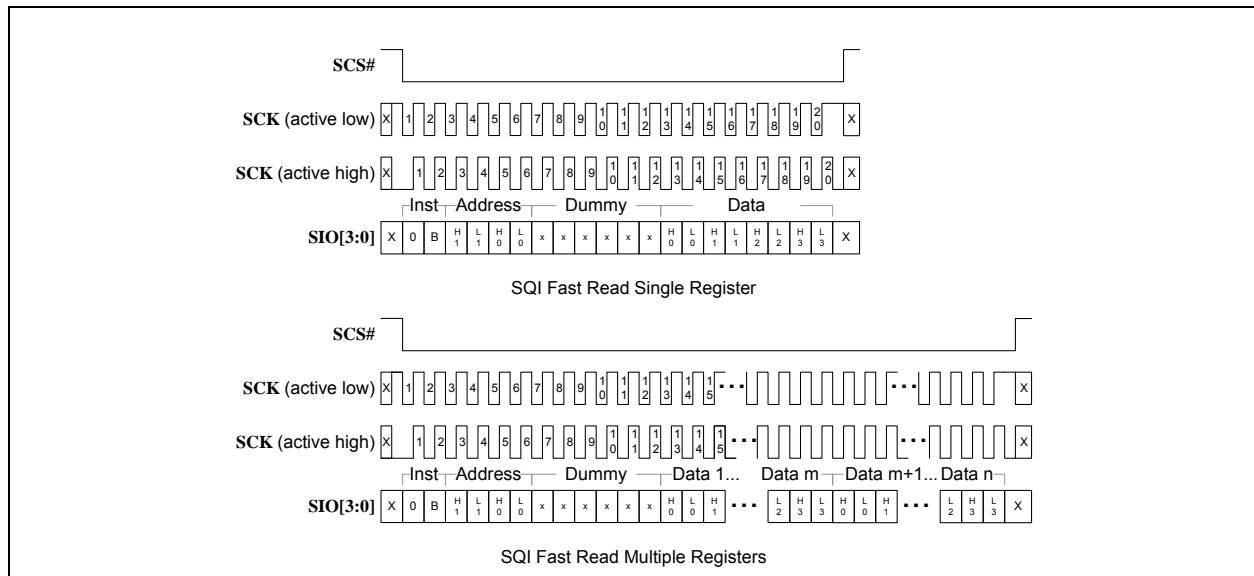 SCS#
SCK (active low) X 1 2 3 4 5 6 7 8 9 10 11 12 13 14 15 16 17 18 19 20 X
SCK (active high) X 1 2 3 4 5 6 7 8 9 10 11 12 13 14 15 16 17 18 19 20 X
Inst Address Dummy Data
SIO[3:0] X 0 B H1 L1 H0 L0 x x x x x x H0 L0 H1 L1 H2 L2 H3 L3 X
SQI Fast Read Single Register
SCS#
SCK (active low) X 1 2 3 4 5 6 7 8 9 10 11 12 13 14 15 ... ... X
SCK (active high) X 1 2 3 4 5 6 7 8 9 10 11 12 13 14 15 ... ... X
Inst Address Dummy Data 1... Data m Data m+1... Data n
SIO[3:0] X 0 B H1 L1 H0 L0 x x x x x x H0 L0 H1 ... L2 H3 L3 H0 L0 H1 ... L2 H3 L3 X
SQI Fast Read Multiple Registers